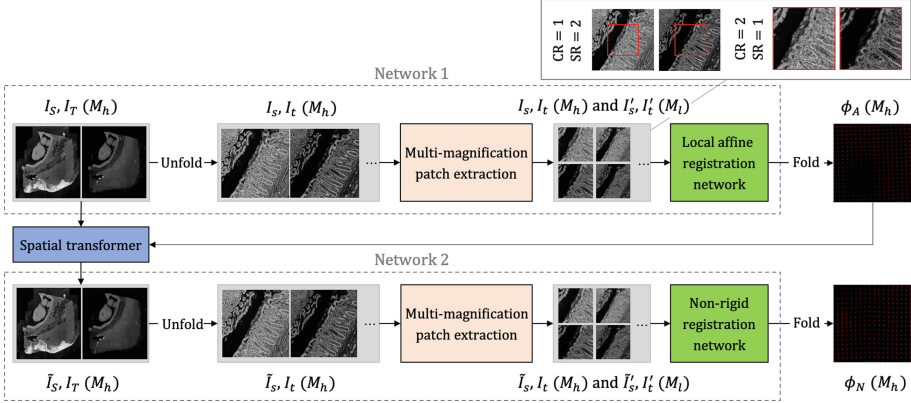 CR = 1
SR = 2
CR = 2
SR = 1
Network 1
I_S, I_T (M_h)
I_s, I_t (M_h)
I_s, I_t (M_h) and I'_s, I'_t (M_l)
ϕ_A (M_h)
Unfold
...
Multi-magnification
patch extraction
...
Local affine
registration
network
Fold
Spatial transformer
Network 2
Unfold
...
Multi-magnification
patch extraction
...
Non-rigid
registration
network
Fold
Ĩ_S, I_T (M_h)
Ĩ_s, I_t (M_h)
Ĩ_s, I_t (M_h) and Ĩ'_s, I'_t (M_l)
ϕ_N (M_h)